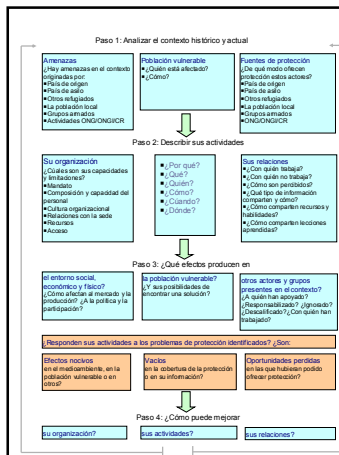 Paso 1: Analizar el contexto histórico y actual
Amenazas
¿Hay amenazas en el contexto
originadas por:
■País de origen
■País de asilo
■Otros refugiados
■La población local
■Grupos armados
■Actividades ONG/ONGI/CR
Población vulnerable
■¿Quién está afectado?
■¿Cómo?
Fuentes de protección
¿De qué modo ofrecen
protección estos actores?
■País de origen
■País de asilo
■Otros refugiados
■La población local
■Grupos armados
■ONG/ONGI/CR
Paso 2: Describir sus actividades
Su organización
¿Cúales son sus capacidades
y limitaciones?
■Mandato
■Composición y capacidad del
personal
■Cultura organizacional
■Relaciones con la sede
■Recursos
■Acceso
■¿Por qué?
■¿Qué?
■¿Quién?
■¿Cómo?
■¿Cúando?
■¿Dónde?
Sus relaciones
■¿Con quién trabaja?
■¿Con quién no trabaja?
■¿Cómo son percibidos?
■¿Qué tipo de información
comparten y cómo?
■¿Cómo comparten recursos y
habilidades?
■¿Cómo comparten lecciones
aprendidas?
Paso 3: ¿Qué efectos producen en
el entorno social,
económico y físico?
¿Cómo afectan al mercado y la
producción? ¿A la política y la
participación?
la población vulnerable?
¿Y sus posibilidades de
encontrar una solución?
otros actores y grupos
presentes en el contexto?
¿A quién han apoyado?
¿Responsabilizado? ¿Ignorado?
¿Descalificado?¿Con quién han
trabajado?
¿Responden sus actividades a los problemas de protección identificados? ¿Son:
Efectos nocivos
en el medioambiente, en la
población vulnerable o en
otros?
Vacíos
en la cobertura de la protección
o en su información?
Oportunidades perdidas
en las que hubieran podido
ofrecer protección?
Paso 4: ¿Cómo puede mejorar
su organización?
sus actividades?
sus relaciones?